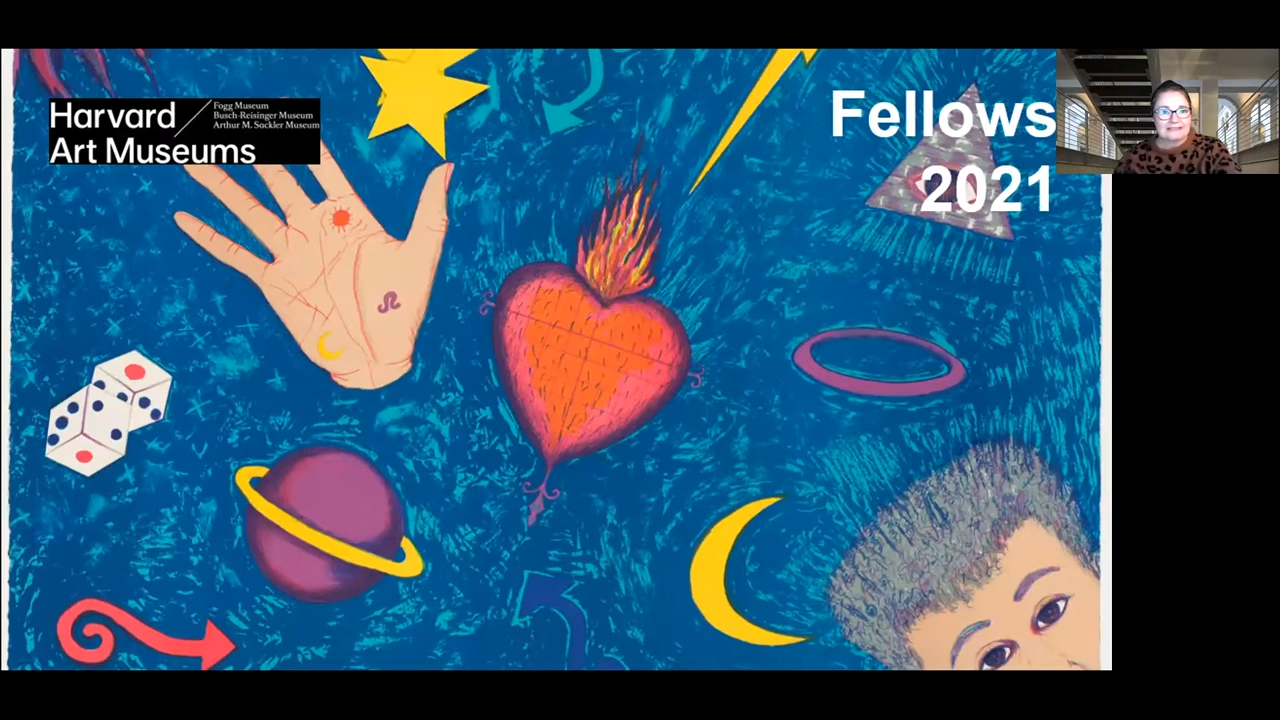 Harvard
Art Museums
Fogg Museum
Busch-Reisinger Museum
Arthur M. Sackler Museum
Fellows
2021